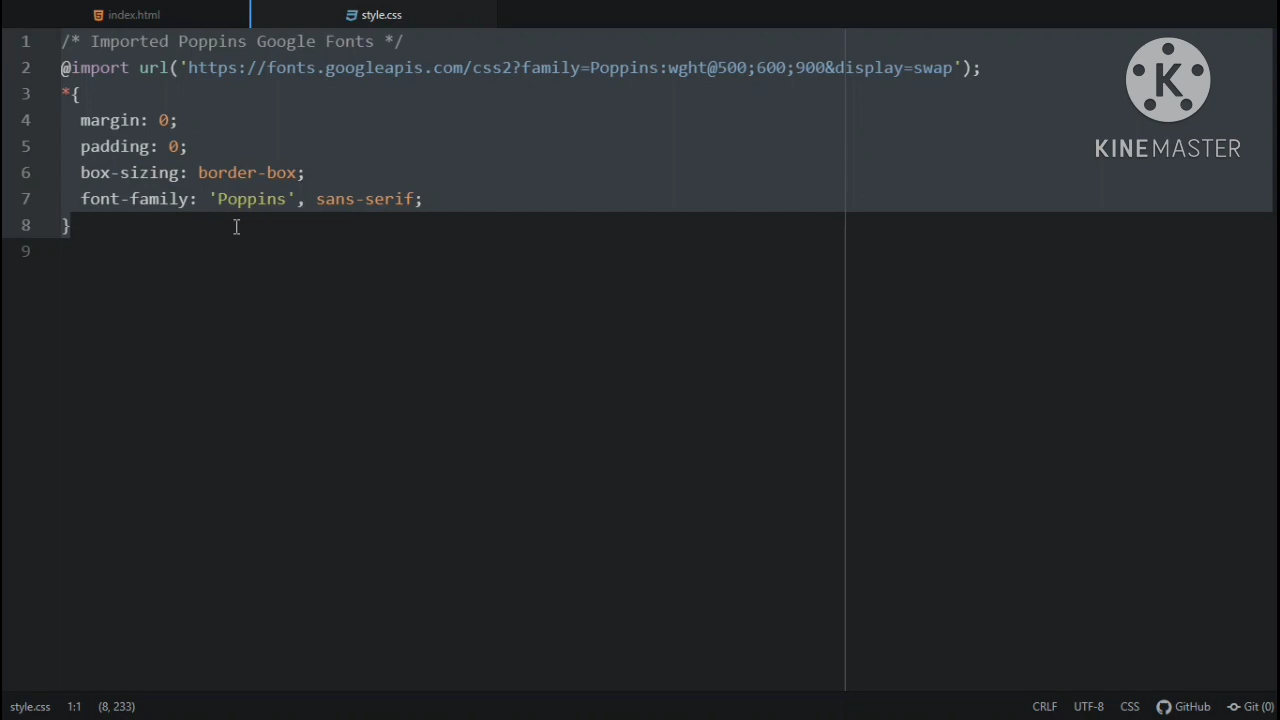 index.html
style.css
1 /* Imported Poppins Google Fonts */
2 @import url('https://fonts.googleapis.com/css2?family=Poppins:wght@500;600;900&display=swap');
3 *{
4 margin: 0;
5 padding: 0;
6 box-sizing: border-box;
7 font-family: 'Poppins', sans-serif;
8 }
9
K
KINEMASTER
style.css 1:1 (8, 233) CRLF UTF-8 CSS GitHub Git (0)